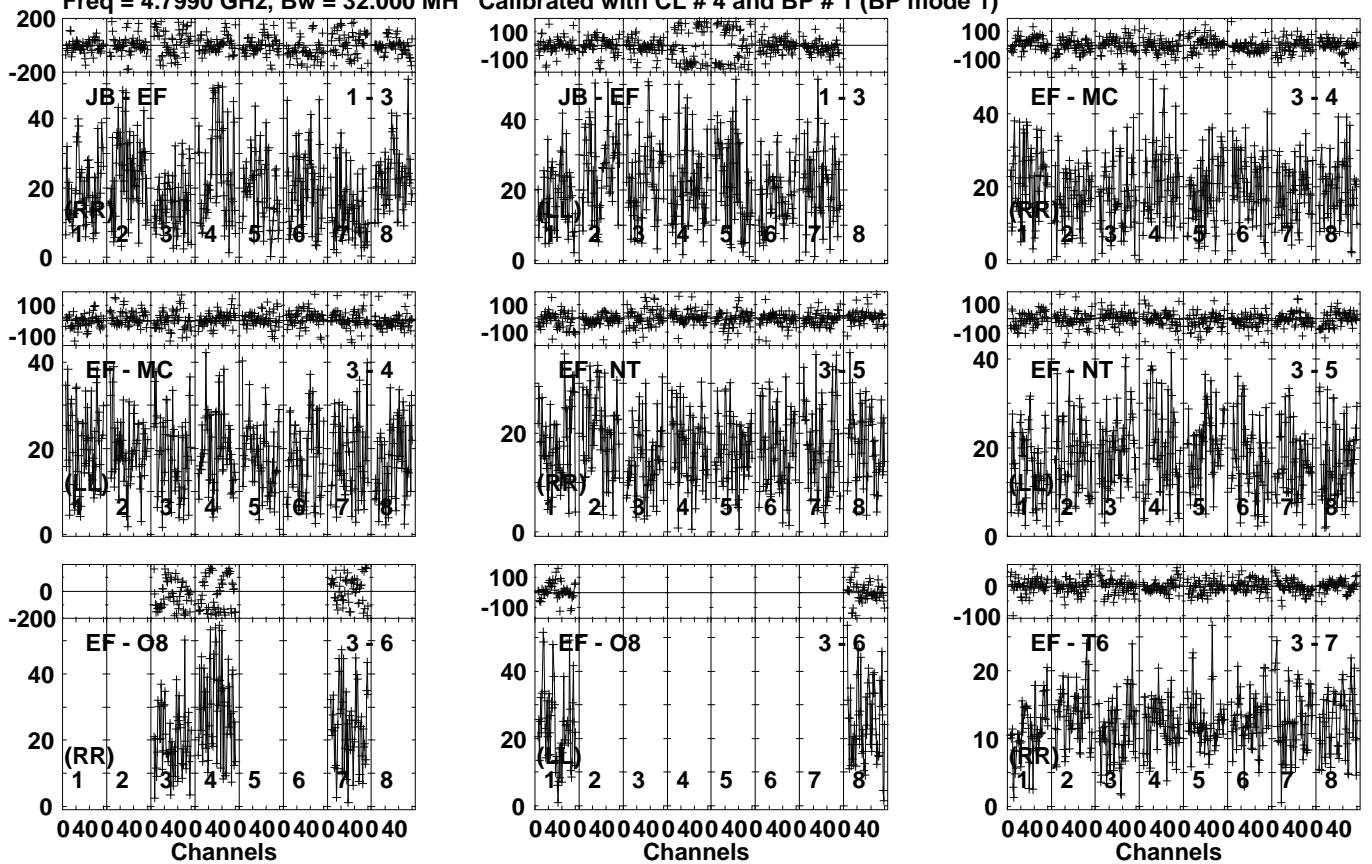 Freq = 4.7990 GHz, Bw = 32.000 MH Calibrated with CL # 4 and BP # 1 (BP mode 1)
200
-200
JB - EF 1 - 3
40
20
0
(RR)
1 2 3 4 5 6 7 8
100
-100
JB - EF 1 - 3
40
20
0
(LL)
1 2 3 4 5 6 7 8
100
-100
EF - MC 3 - 4
40
20
0
(RR)
1 2 3 4 5 6 7 8
100
-100
EF - MC 3 - 4
40
20
0
(LL)
1 2 3 4 5 6 7 8
100
-100
EF - NT 3 - 5
20
0
(RR)
1 2 3 4 5 6 7 8
100
-100
EF - NT 3 - 5
40
20
0
(LL)
1 2 3 4 5 6 7 8
0
-200
EF - O8 3 - 6
40
20
0
(RR)
1 2 3 4 5 6 7 8
0 40 0 40 0 40 0 40 0 40 0 40 0 40 0 40
Channels
100
-100
EF - O8 3 - 6
40
20
0
(LL)
1 2 3 4 5 6 7 8
0 40 0 40 0 40 0 40 0 40 0 40 0 40 0 40
Channels
0
-100
EF - T6 3 - 7
20
10
0
(RR)
1 2 3 4 5 6 7 8
0 40 0 40 0 40 0 40 0 40 0 40 0 40 0 40
Channels